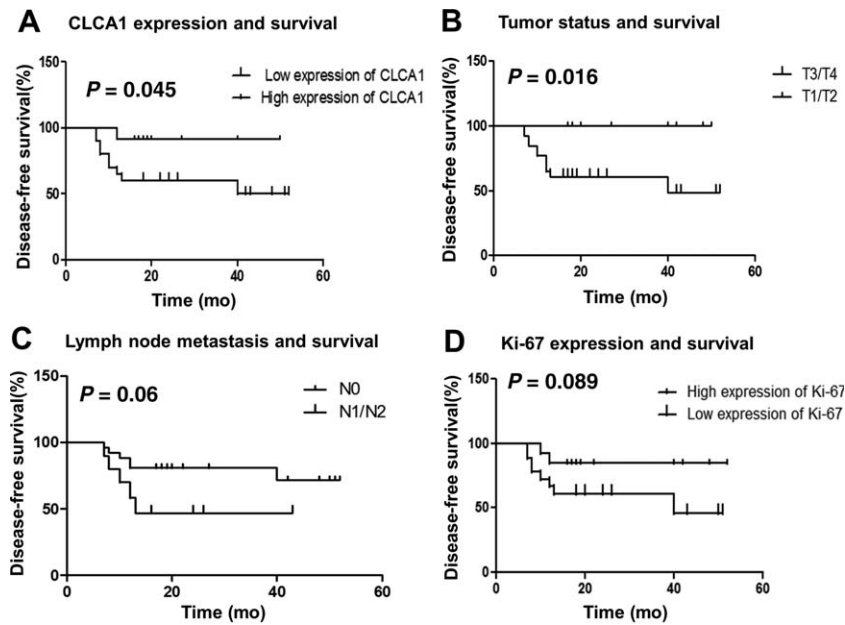 A
CLCA1 expression and survival
Disease-free survival(%)
150
100
50
0
P = 0.045
Low expression of CLCA1
High expression of CLCA1
0 20 40 60
Time (mo)
B
Tumor status and survival
Disease-free survival(%)
150
100
50
0
P = 0.016
T3/T4
T1/T2
0 20 40 60
Time (mo)
C
Lymph node metastasis and survival
Disease-free survival(%)
150
100
50
0
P = 0.06
N0
N1/N2
0 20 40 60
Time (mo)
D
Ki-67 expression and survival
Disease-free survival(%)
150
100
50
0
P = 0.089
High expression of Ki-67
Low expression of Ki-67
0 20 40 60
Time (mo)